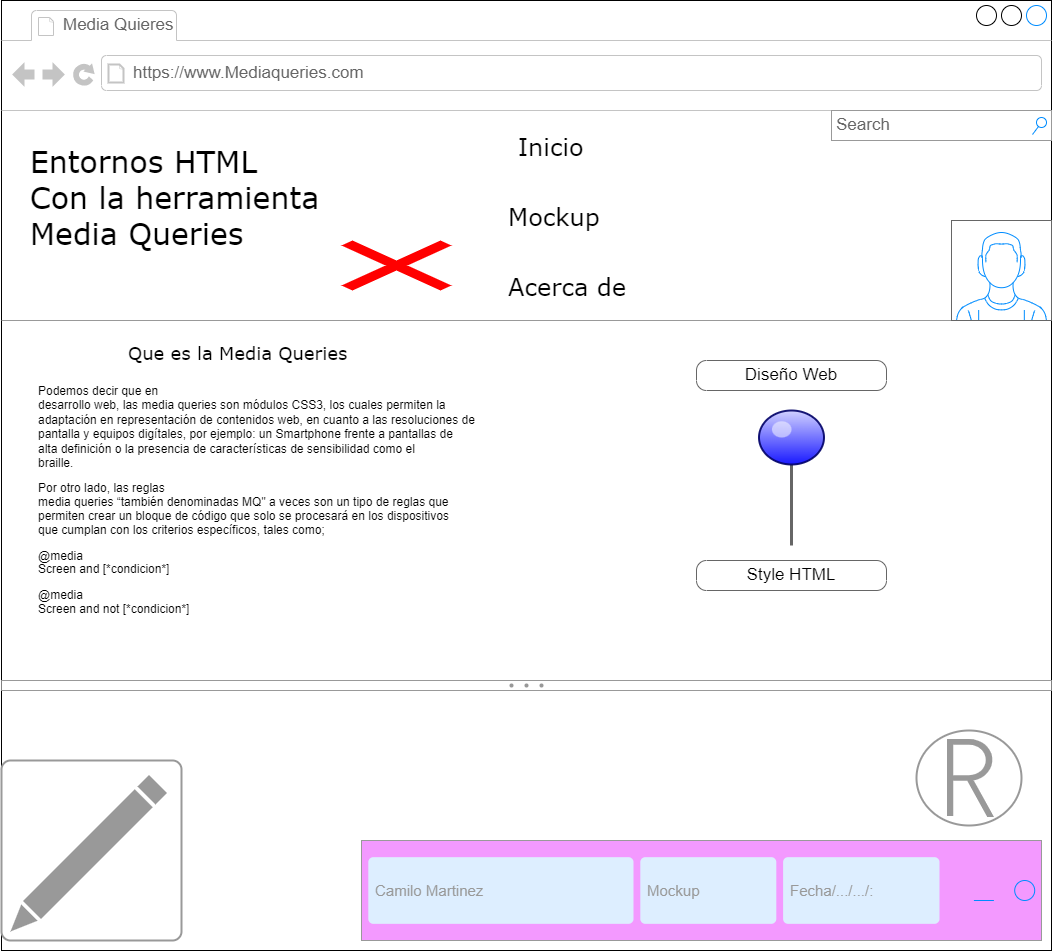 Media Quieres
https://www.Mediaqueries.com
Search
Entornos HTML
Con la herramienta
Media Queries
Inicio
Mockup
Acerca de
Que es la Media Queries
Podemos decir que en
desarrollo web, las media queries son módulos CSS3, los cuales permiten la
adaptación en representación de contenidos web, en cuanto a las resoluciones de
pantalla y equipos digítales, por ejemplo: un Smartphone frente a pantallas de
alta definición o la presencia de características de sensibilidad como el
braille.
Por otro lado, las reglas
media queries “también denominadas MQ" a veces son un tipo de reglas que
permiten crear un bloque de código que solo se procesará en los dispositivos
que cumplan con los criterios específicos, tales como;
@media
Screen and [*condicion*]
@media
Screen and not [*condicion*]
Diseño Web
Style HTML
R
Camilo Martinez
Mockup
Fecha/.../.../: